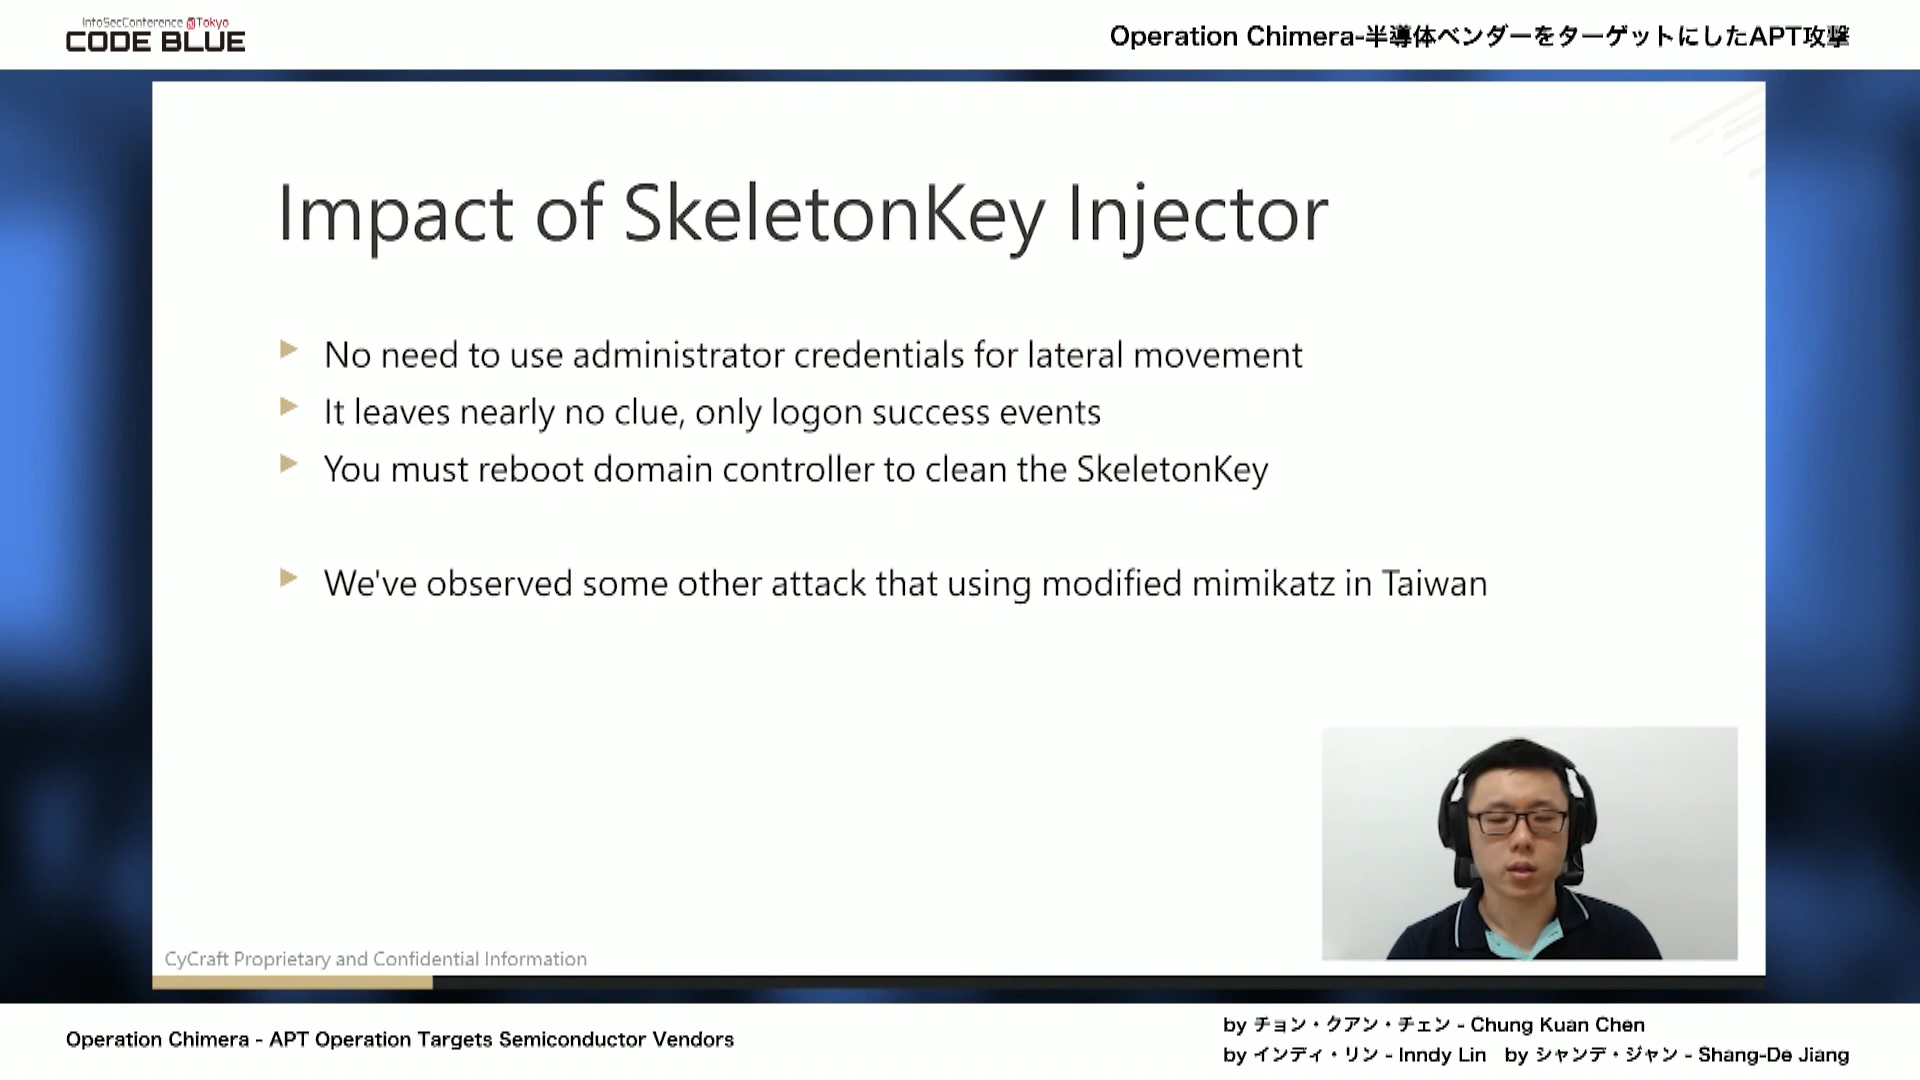 InfoSecConference @Tokyo
CODE BLUE
Operation Chimera-半導体ベンダーをターゲットにしたAPT攻撃
Impact of SkeletonKey Injector
No need to use administrator credentials for lateral movement
It leaves nearly no clue, only logon success events
You must reboot domain controller to clean the SkeletonKey
We've observed some other attack that using modified mimikatz in Taiwan
CyCraft Proprietary and Confidential Information
Operation Chimera - APT Operation Targets Semiconductor Vendors
by チョン・クアン・チェン - Chung Kuan Chen
by インディ・リン - Inndy Lin by シャンデ・ジャン - Shang-De Jiang